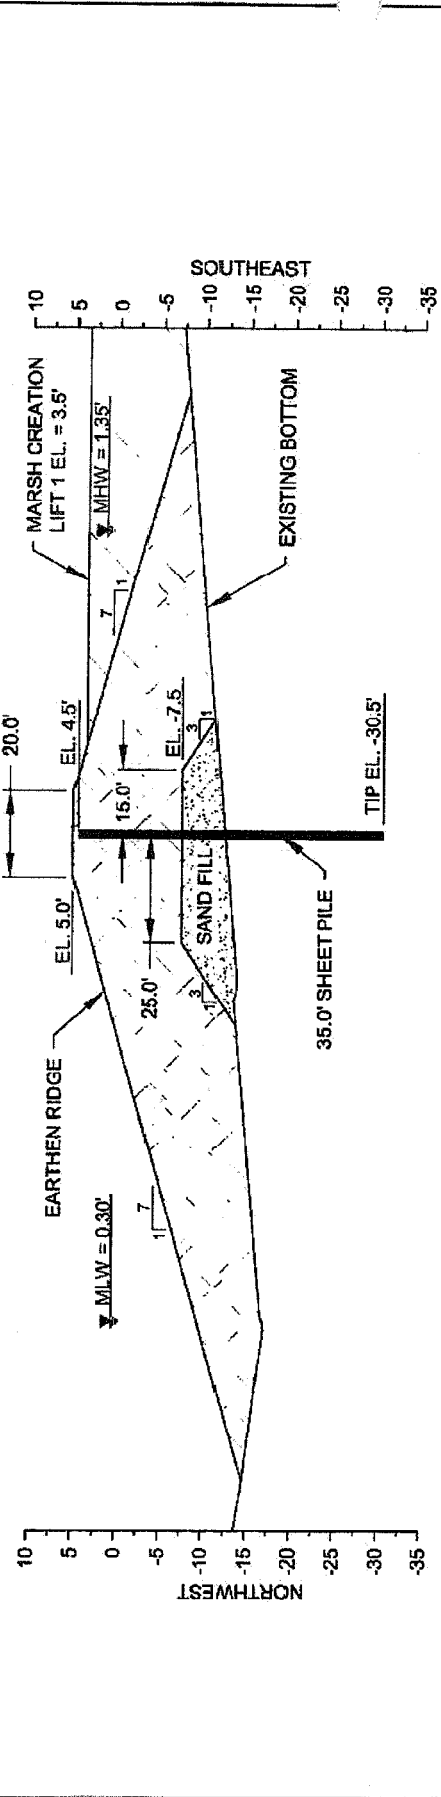 20.0'
MARSH CREATION
LIFT 1 EL. = 3.5'
EL. 5.0'
EL. 4.5'
EARTHEN RIDGE
MHW = 1.35'
MLW = 0.30'
7
1
1
7
25.0'
15.0'
EL. -7.5
SAND FILL
3
1
3
1
EXISTING BOTTOM
35.0' SHEET PILE
TIP EL. -30.5'
NORTHWEST
10
5
0
-5
-10
-15
-20
-25
-30
-35
SOUTHEAST
10
5
0
-5
-10
-15
-20
-25
-30
-35